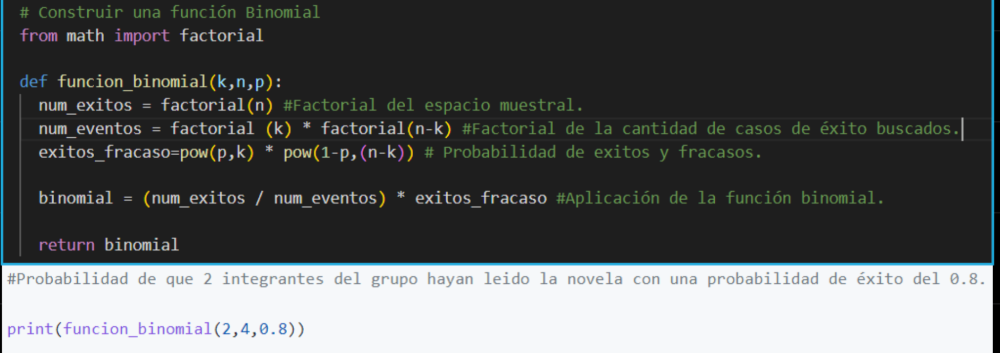 # Construir una función Binomial
from math import factorial
def funcion_binomial(k,n,p):
num_exitos = factorial(n) #Factorial del espacio muestral.
num_eventos = factorial (k) * factorial(n-k) #Factorial de la cantidad de casos de éxito buscados.
exitos_fracaso=pow(p,k) * pow(1-p,(n-k)) # Probabilidad de exitos y fracasos.
binomial = (num_exitos / num_eventos) * exitos_fracaso #Aplicación de la función binomial.
return binomial
#Probabilidad de que 2 integrantes del grupo hayan leido la novela con una probabilidad de éxito del 0.8.
print(funcion_binomial(2,4,0.8))